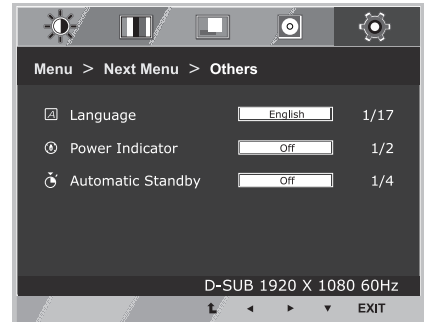 Menu > Next Menu > Others
Language English 1/17
Power Indicator Off 1/2
Automatic Standby Off 1/4
D-SUB 1920 X 1080 60Hz
EXIT